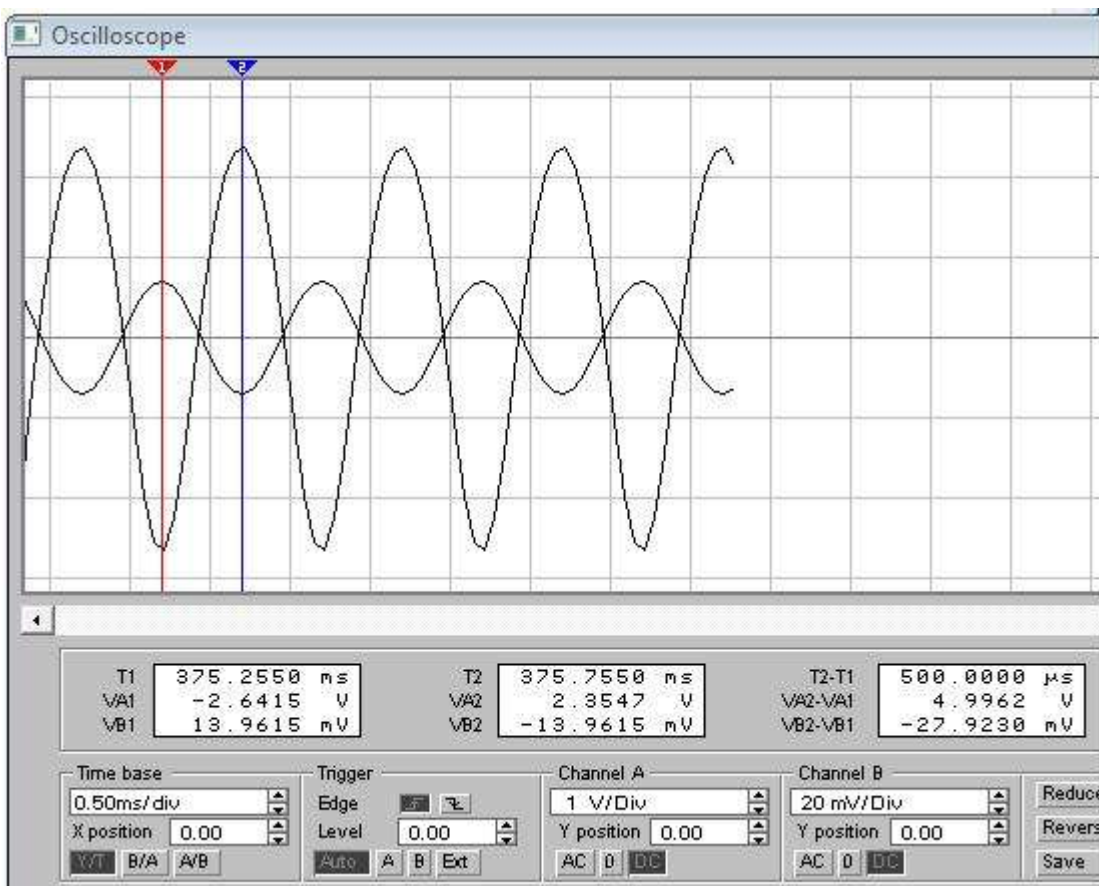 Oscilloscope
1 2
T1 375.2550 ms T2 375.7550 ms T2-T1 500.0000 µs
VA1 -2.6415 V VA2 2.3547 V VA2-VA1 4.9962 V
VB1 13.9615 mV VB2 -13.9615 mV VB2-VB1 -27.9230 mV
Time base Trigger Channel A Channel B
0.50ms/div Edge 1 V/Div 20 mV/Div Reduce
X position 0.00 Level 0.00 Y position 0.00 Y position 0.00 Revers
Y/T B/A A/B Auto A B Ext AC 0 DC AC 0 DC Save